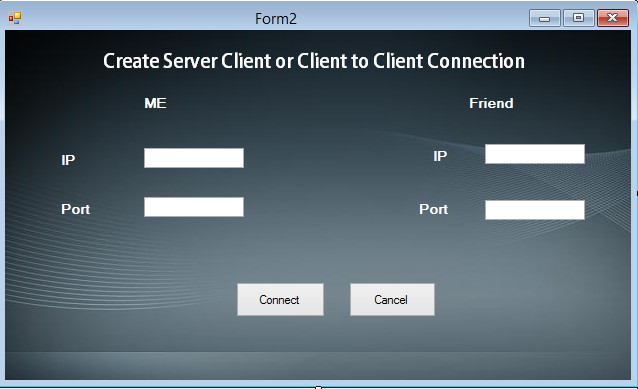 Form2
Create Server Client or Client to Client Connection
ME Friend
IP IP
Port Port
Connect Cancel